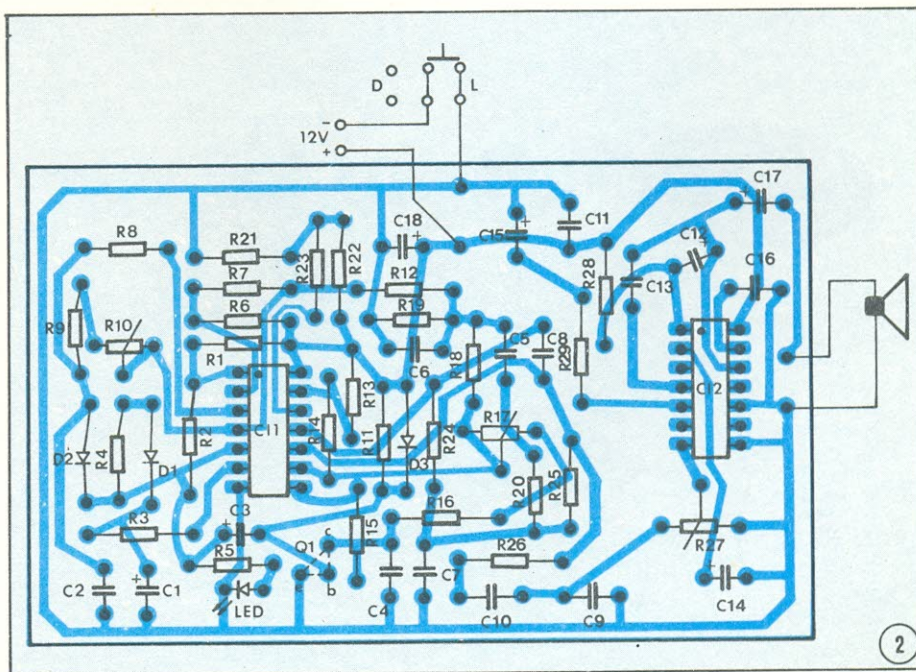 D
L
12V
−
+
C17
R8
R21
C18
C15
C11
C12
R23
R22
R28
C16
R7
R12
C13
R6
R19
R9
R10
R1
C6
R18
C5
C8
R29
R13
CI1
R14
R11
R24
R17
CI2
D2
R4
D1
R2
D3
R20
R25
R3
C3
R16
+
R5
Q1
c
R15
R26
R27
C2
+
C1
LED
e
b
C4
C7
C10
C9
C14
2